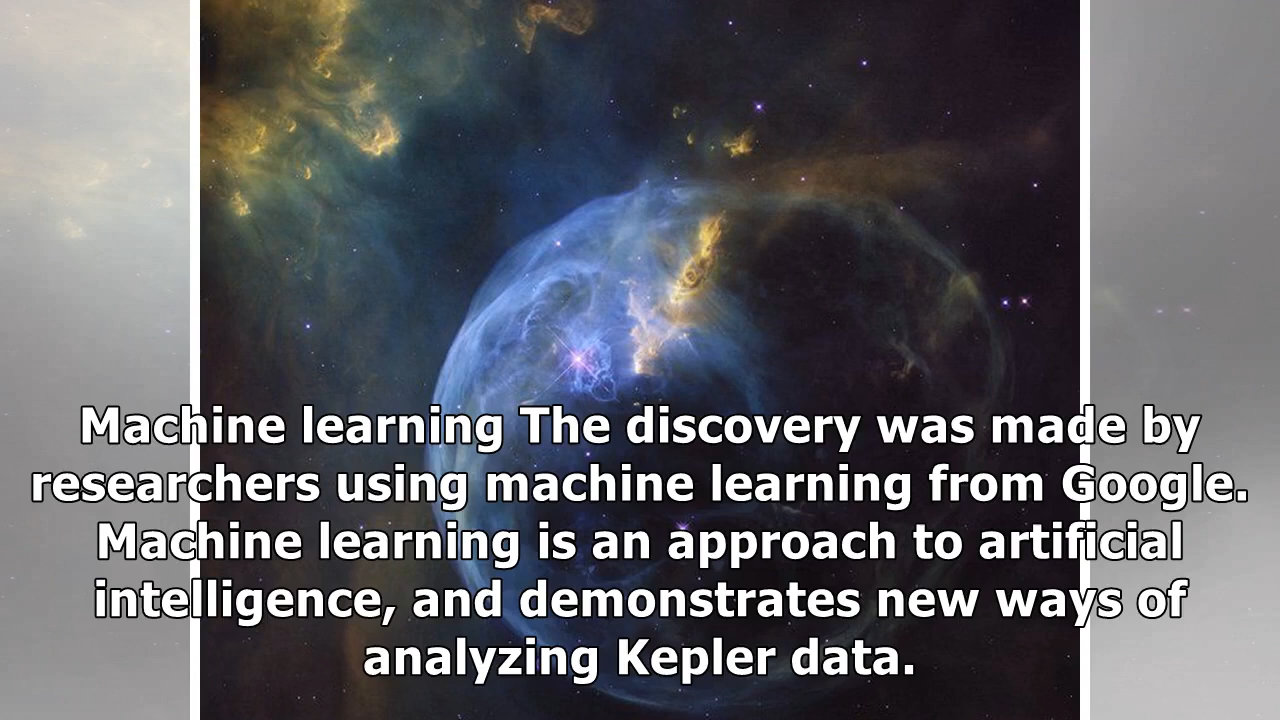 Machine learning The discovery was made by
researchers using machine learning from Google.
Machine learning is an approach to artificial
intelligence, and demonstrates new ways of
analyzing Kepler data.